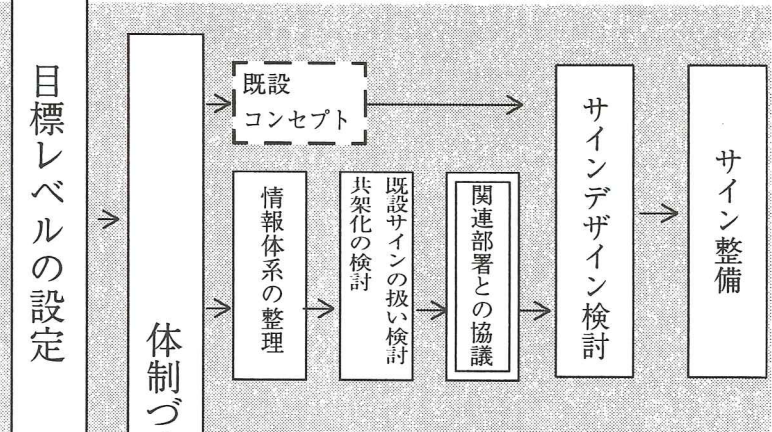 目標レベルの設定
体制づ
既設
コンセプト
情報体系の整理
既設サインの扱い検討
共架化の検討
関連部署との協議
サインデザイン検討
サイン整備